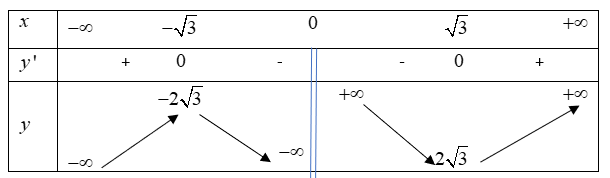 x −∞ −√3 0 √3 +∞
y' + 0 - - 0 +
−2√3 +∞ +∞
y
−∞ −∞ 2√3